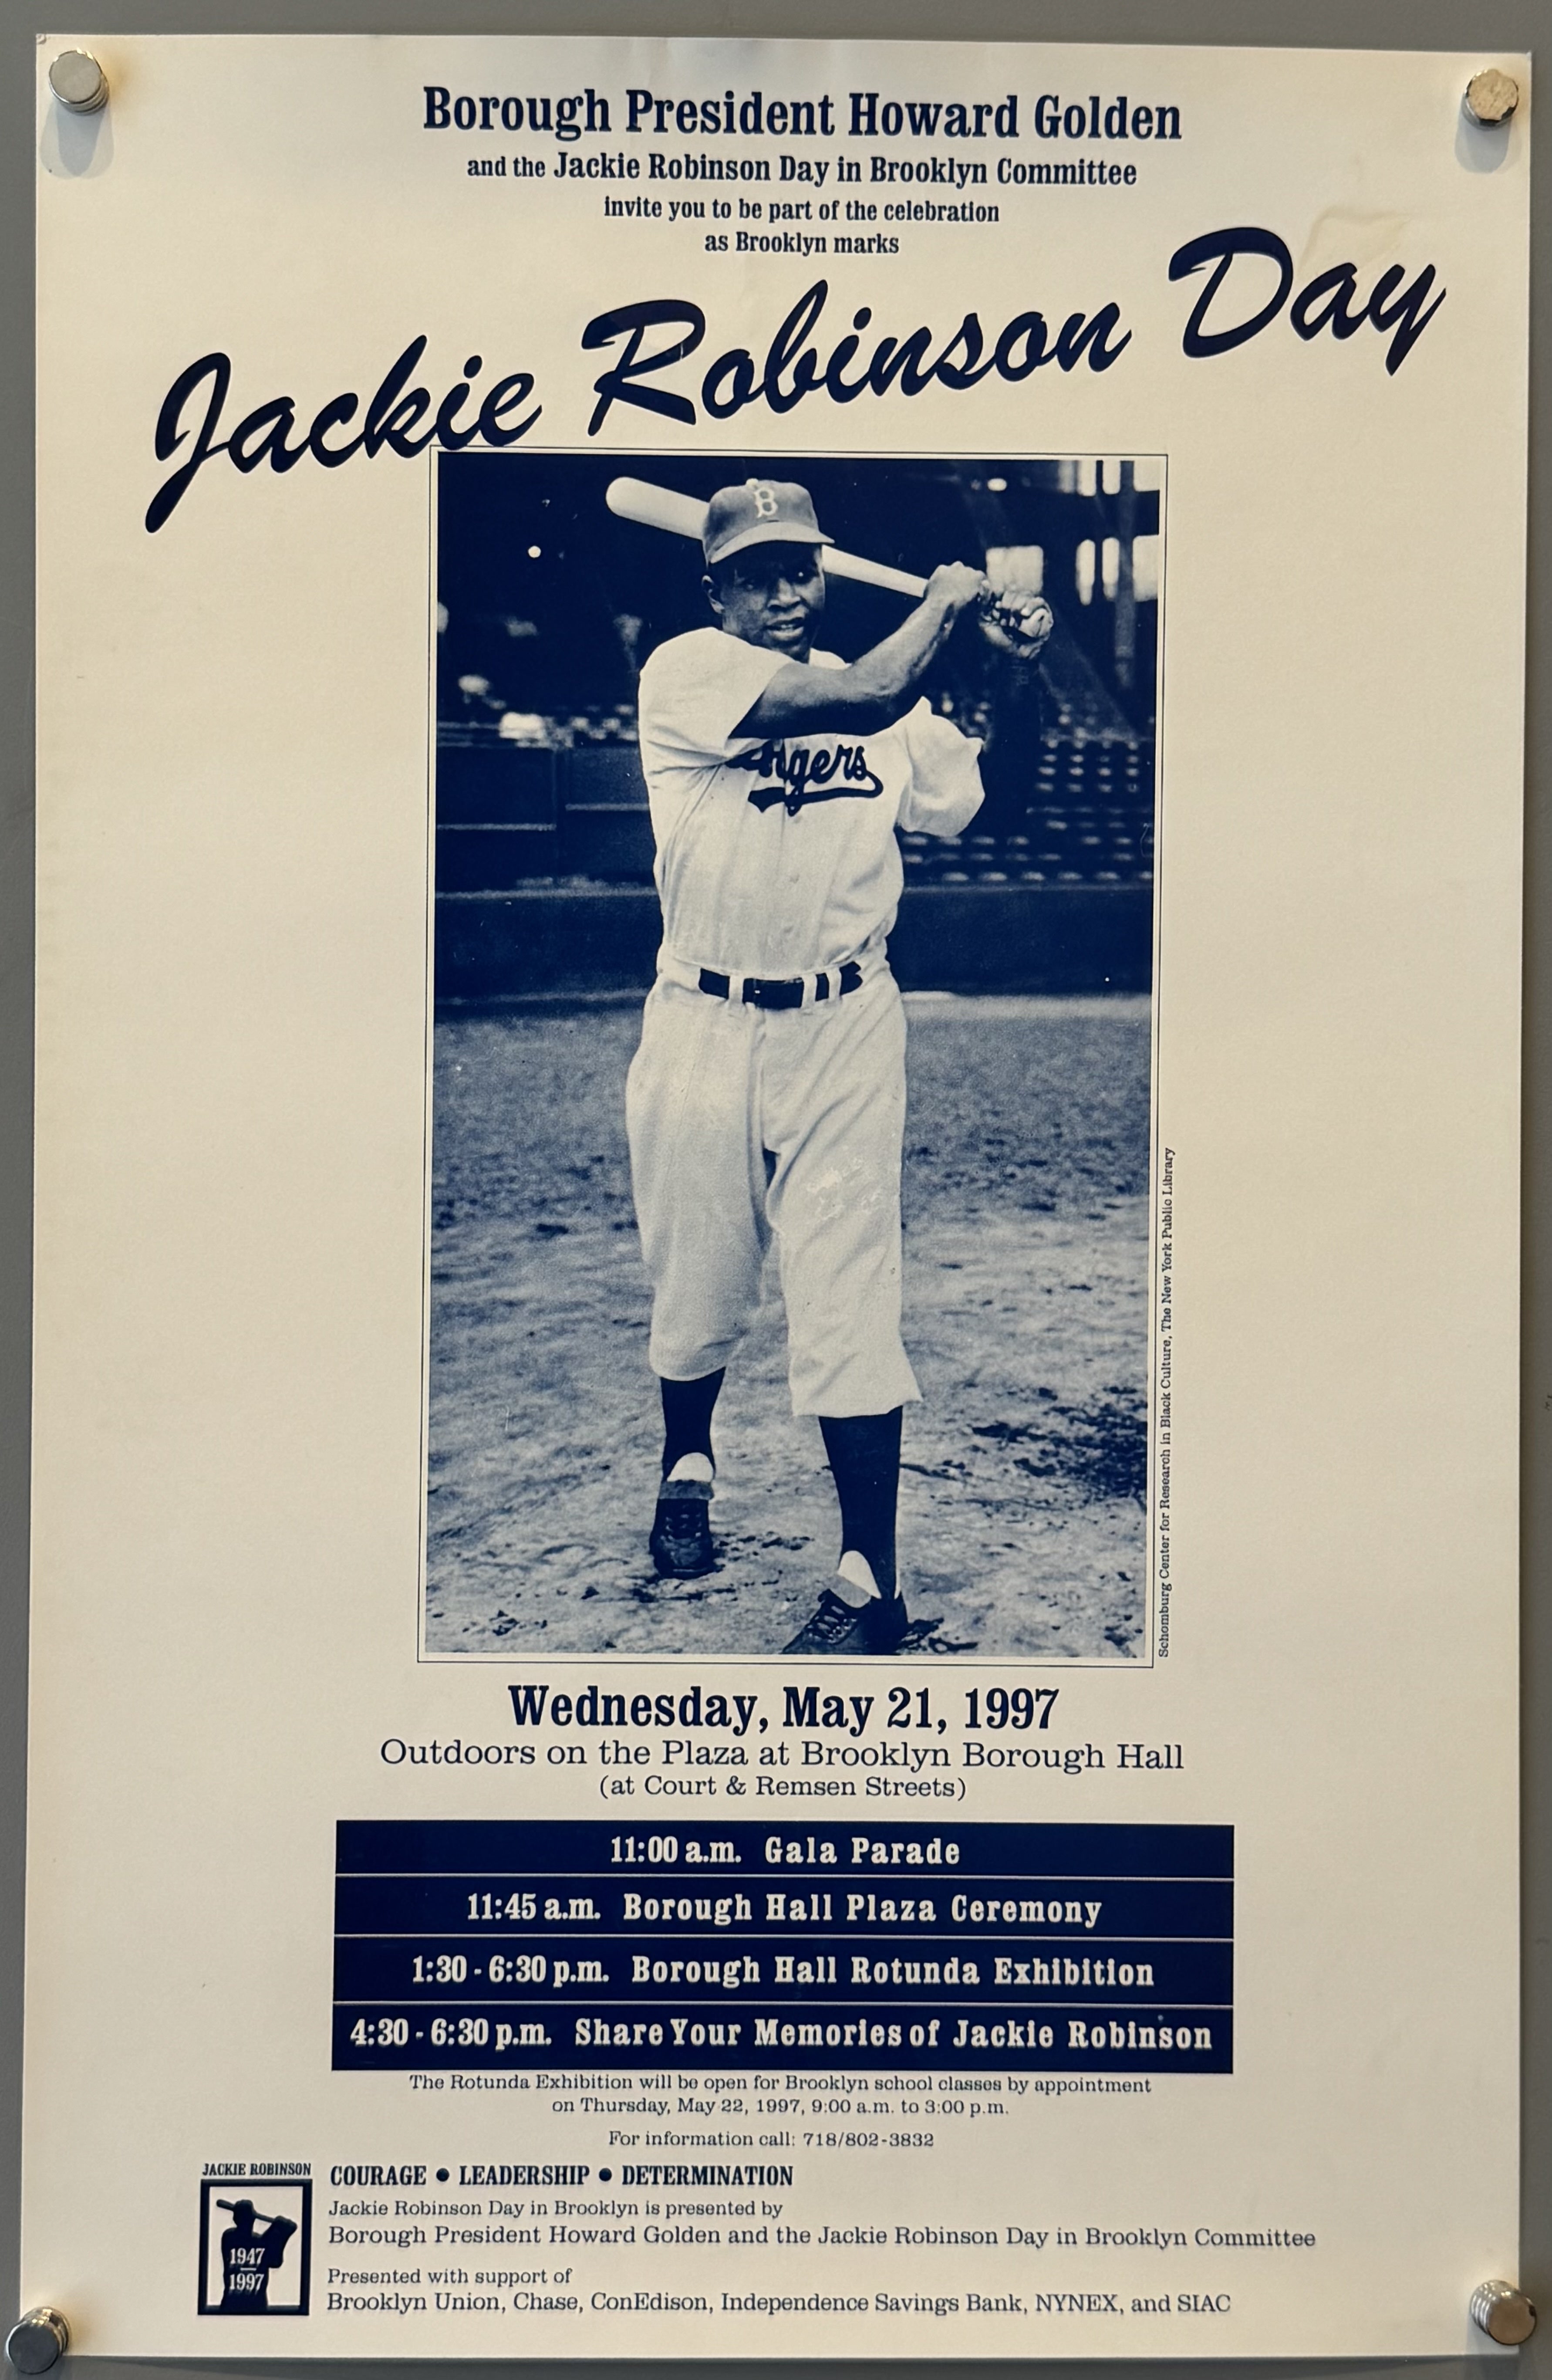 Borough President Howard Golden
and the Jackie Robinson Day in Brooklyn Committee
invite you to be part of the celebration
as Brooklyn marks
Jackie Robinson Day
B
dgers
Schomburg Center for Research in Black Culture, The New York Public Library
Wednesday, May 21, 1997
Outdoors on the Plaza at Brooklyn Borough Hall
(at Court & Remsen Streets)
11:00 a.m. Gala Parade
11:45 a.m. Borough Hall Plaza Ceremony
1:30 - 6:30 p.m. Borough Hall Rotunda Exhibition
4:30 - 6:30 p.m. Share Your Memories of Jackie Robinson
The Rotunda Exhibition will be open for Brooklyn school classes by appointment
on Thursday, May 22, 1997, 9:00 a.m. to 3:00 p.m.
For information call: 718/802-3832
JACKIE ROBINSON
1947
1997
COURAGE • LEADERSHIP • DETERMINATION
Jackie Robinson Day in Brooklyn is presented by
Borough President Howard Golden and the Jackie Robinson Day in Brooklyn Committee
Presented with support of
Brooklyn Union, Chase, ConEdison, Independence Savings Bank, NYNEX, and SIAC